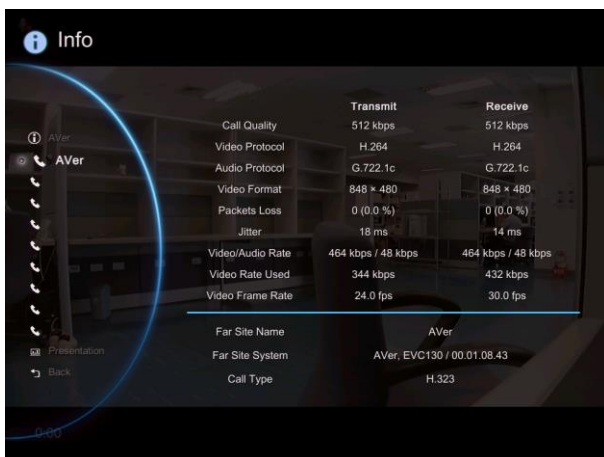 Info
AVer
AVer
Presentation
Back
0:00
Transmit Receive
Call Quality 512 kbps 512 kbps
Video Protocol H.264 H.264
Audio Protocol G.722.1c G.722.1c
Video Format 848 × 480 848 × 480
Packets Loss 0 (0.0 %) 0 (0.0 %)
Jitter 18 ms 14 ms
Video/Audio Rate 464 kbps / 48 kbps 464 kbps / 48 kbps
Video Rate Used 344 kbps 432 kbps
Video Frame Rate 24.0 fps 30.0 fps
Far Site Name AVer
Far Site System AVer, EVC130 / 00.01.08.43
Call Type H.323